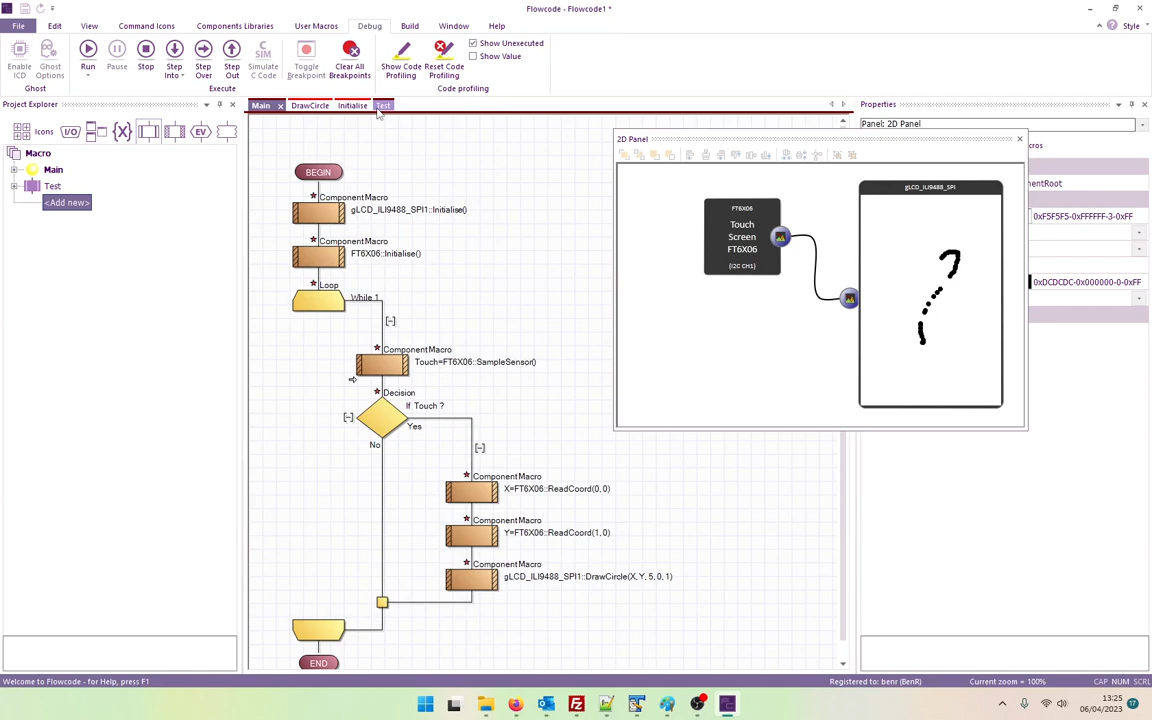 Flowcode - Flowcode1 *
File Edit View Command Icons Components Libraries User Macros Debug Build Window Help Style
Enable ICD
Ghost Options
Run
Pause
Stop
Step Into
Step Over
Step Out
C SIM
Simulate C Code
Toggle Breakpoint
Clear All Breakpoints
Show Code Profiling
Reset Code Profiling
Show Unexecuted
Show Value
Ghost Execute Code profiling
Project Explorer
Icons
I/O
{X}
EV
Macro
Main
Test
<Add new>
Main DrawCircle Initialise Test
BEGIN
Component Macro
gLCD_ILI9488_SPI1::Initialise()
Component Macro
FT6X06::Initialise()
Loop
While 1
[–]
Component Macro
Touch=FT6X06::SampleSensor()
Decision
If Touch ?
[–]
Yes
No
[–]
Component Macro
X=FT6X06::ReadCoord(0, 0)
Component Macro
Y=FT6X06::ReadCoord(1, 0)
Component Macro
gLCD_ILI9488_SPI1::DrawCircle(X, Y, 5, 0, 1)
END
2D Panel
FT6X06
Touch
Screen
FT6X06
(I2C CH1)
gLCD_ILI9488_SPI
Properties
Panel: 2D Panel
0xF5F5F5-0xFFFFFF-3-0xFF
0xDCDCDC-0x000000-0-0xFF
Welcome to Flowcode - for Help, press F1
Registered to: benr (BenR)
Current zoom = 100%
CAP NUM SCRL
13:25
06/04/2023